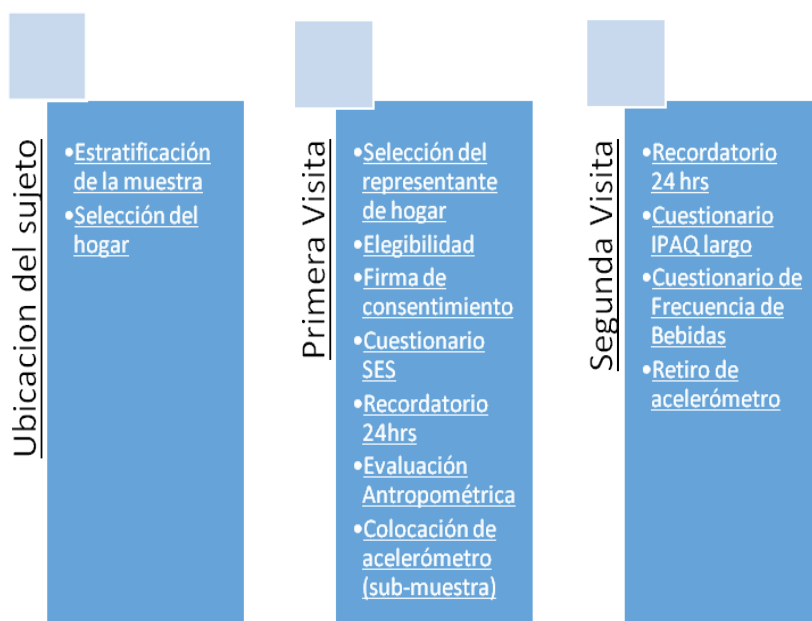 Ubicacion del sujeto
•Estratificación
de la muestra
•Selección del
hogar
Primera Visita
•Selección del
representante
de hogar
•Elegibilidad
•Firma de
consentimiento
•Cuestionario
SES
•Recordatorio
24hrs
•Evaluación
Antropométrica
•Colocación de
acelerómetro
(sub-muestra)
Segunda Visita
•Recordatorio
24 hrs
•Cuestionario
IPAQ largo
•Cuestionario de
Frecuencia de
Bebidas
•Retiro de
acelerómetro